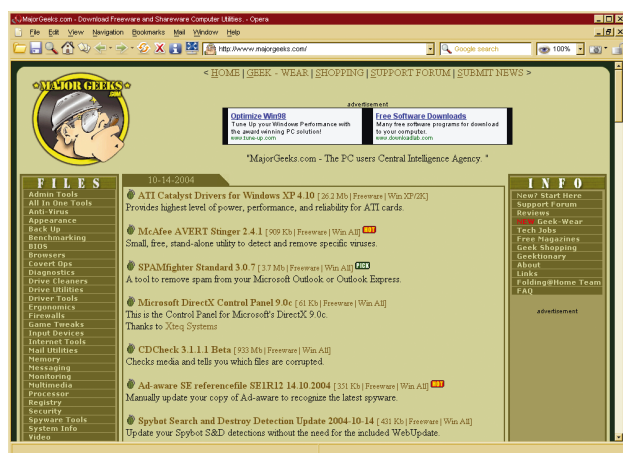 MajorGeeks.com - Download Freeware and Shareware Computer Utilities. - Opera
File Edit View Navigation Bookmarks Mail Window Help
http://www.majorgeeks.com/
Google search
100%
MAJOR GEEKS
.COM
< HOME | GEEK - WEAR | SHOPPING | SUPPORT FORUM | SUBMIT NEWS >
advertisement
Optimize Win98
Tune Up your Windows Performance with
the award winning PC solution!
www.tune-up.com
Free Software Downloads
Many free software programs for download
to your computer.
www.downloadtab.com
"MajorGeeks.com - The PC users Central Intelligence Agency. "
FILES
Admin Tools
All In One Tools
Anti-Virus
Appearance
Back Up
Benchmarking
BIOS
Browsers
Covert Ops
Diagnostics
Drive Cleaners
Drive Utilities
Driver Tools
Ergonomics
Firewalls
Game Tweaks
Input Devices
Internet Tools
Mail Utilities
Memory
Messaging
Monitoring
Multimedia
Processor
Registry
Security
Spyware Tools
System Info
Video
10-14-2004
ATI Catalyst Drivers for Windows XP 4.10 [ 26.2 Mb | Freeware | Win XP/2K]
Provides highest level of power, performance, and reliability for ATI cards.
McAfee AVERT Stinger 2.4.1 [ 909 Kb | Freeware | Win All] HOT
Small, free, stand-alone utility to detect and remove specific viruses.
SPAMfighter Standard 3.0.7 [ 3.7 Mb | Freeware | Win All] PICK
A tool to remove spam from your Microsoft Outlook or Outlook Express.
Microsoft DirectX Control Panel 9.0c [ 61 Kb | Freeware | Win All]
This is the Control Panel for Microsoft's DirectX 9.0c.
Thanks to Xteq Systems
CDCheck 3.1.1.1 Beta [ 933 Mb | Freeware | Win All]
Checks media and tells you which files are corrupted.
Ad-aware SE referencefile SE1R12 14.10.2004 [ 351 Kb | Freeware | Win All] HOT
Manually update your copy of Ad-aware to recognize the latest spyware.
Spybot Search and Destroy Detection Update 2004-10-14 [ 431 Kb | Freeware | Win All]
Update your Spybot S&D detections without the need for the included WebUpdate.
INFO
New? Start Here
Support Forum
Reviews
NEW Geek-Wear
Tech Jobs
Free Magazines
Geek Shopping
Geektionary
About
Links
Folding@Home Team
FAQ
advertisement